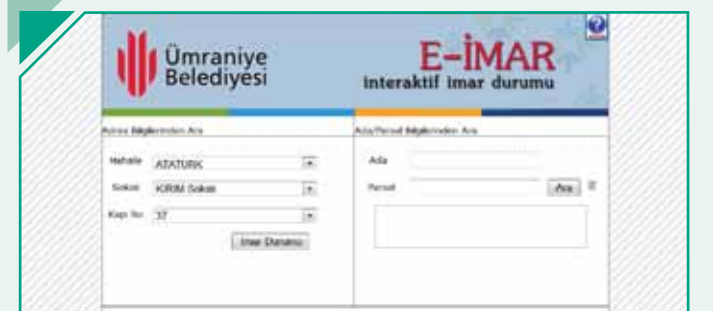 Ümraniye
Belediyesi
E-İMAR
interaktif imar durumu
?
Adres Bilgilerinden Ara
Mahalle ATATÜRK
Sokak KIRIM Sokak
Kapı No 37
İmar Durumu
Ada/Parsel Bilgilerinden Ara
Ada
Parsel Ara